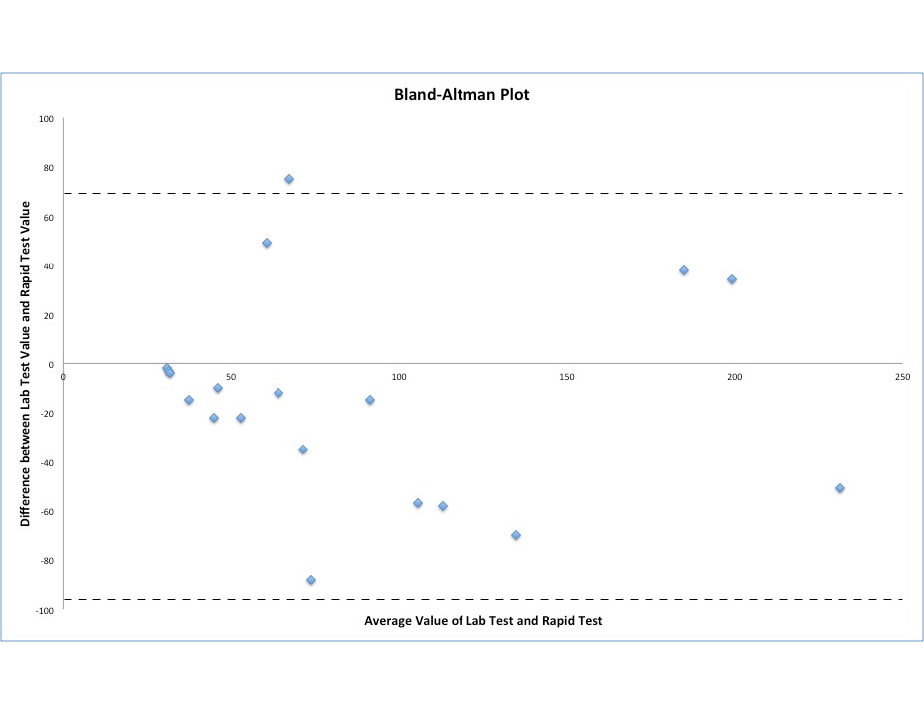 Bland-Altman Plot
Difference between Lab Test Value and Rapid Test Value
100
80
60
40
20
0
-20
-40
-60
-80
-100
0 50 100 150 200 250
Average Value of Lab Test and Rapid Test